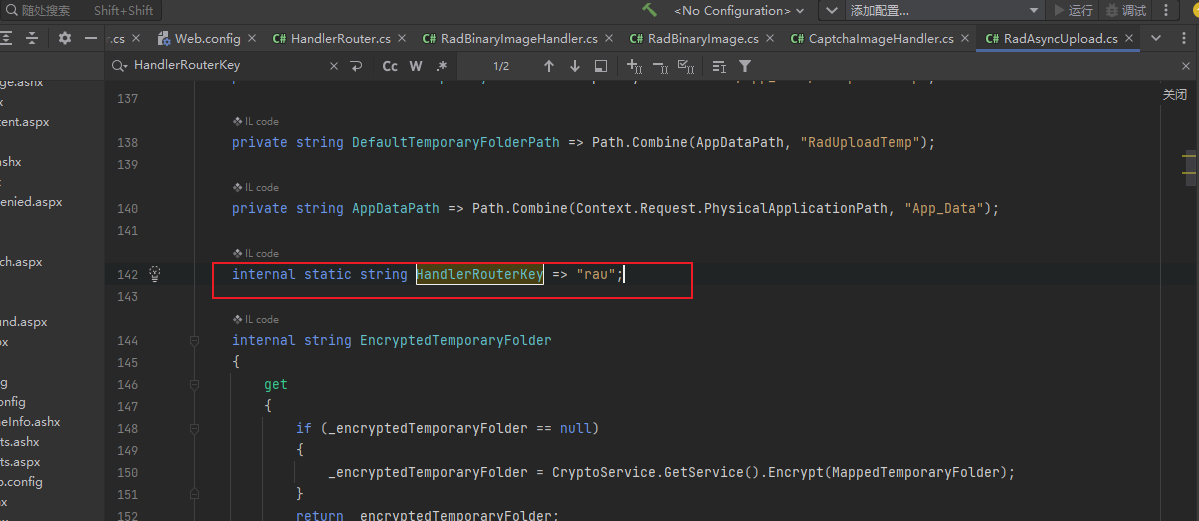 随处搜索 Shift+Shift <No Configuration> 添加配置... 运行 调试
.cs Web.config C# HandlerRouter.cs C# RadBinaryImageHandler.cs C# RadBinaryImage.cs C# CaptchaImageHandler.cs C# RadAsyncUpload.cs
HandlerRouterKey Cc W .* 1/2
关闭
ge.ashx
137
tent.aspx
IL code
138 private string DefaultTemporaryFolderPath => Path.Combine(AppDataPath, "RadUploadTemp");
139
ashx
IL code
enied.aspx
140 private string AppDataPath => Path.Combine(Context.Request.PhysicalApplicationPath, "App_Data");
141
IL code
ch.aspx
142 internal static string HandlerRouterKey => "rau";
143
IL code
und.aspx
144 internal string EncryptedTemporaryFolder
145 {
146 get
147 {
onfig
148 if (_encryptedTemporaryFolder == null)
neInfo.ashx
149 {
ts.ashx
ts.aspx
150 _encryptedTemporaryFolder = CryptoService.GetService().Encrypt(MappedTemporaryFolder);
b.config
151 }
152 return _encryptedTemporaryFolder;